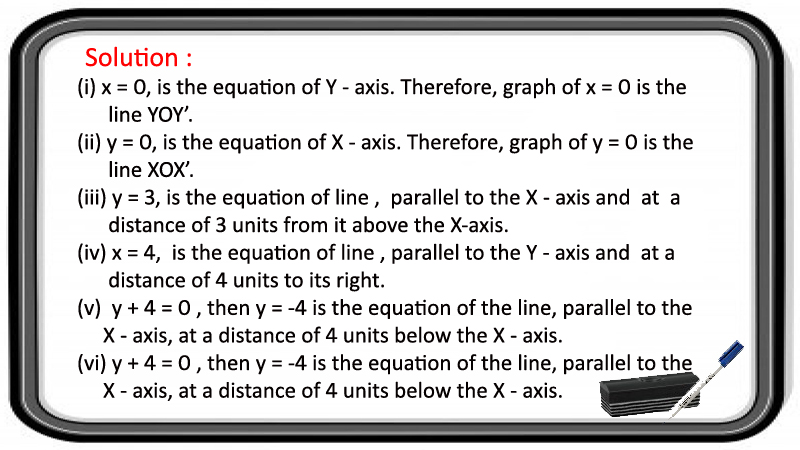 Solution :
(i) x = 0, is the equation of Y - axis. Therefore, graph of x = 0 is the
line YOY’.
(ii) y = 0, is the equation of X - axis. Therefore, graph of y = 0 is the
line XOX’.
(iii) y = 3, is the equation of line , parallel to the X - axis and at a
distance of 3 units from it above the X-axis.
(iv) x = 4, is the equation of line , parallel to the Y - axis and at a
distance of 4 units to its right.
(v) y + 4 = 0 , then y = -4 is the equation of the line, parallel to the
X - axis, at a distance of 4 units below the X - axis.
(vi) y + 4 = 0 , then y = -4 is the equation of the line, parallel to the
X - axis, at a distance of 4 units below the X - axis.